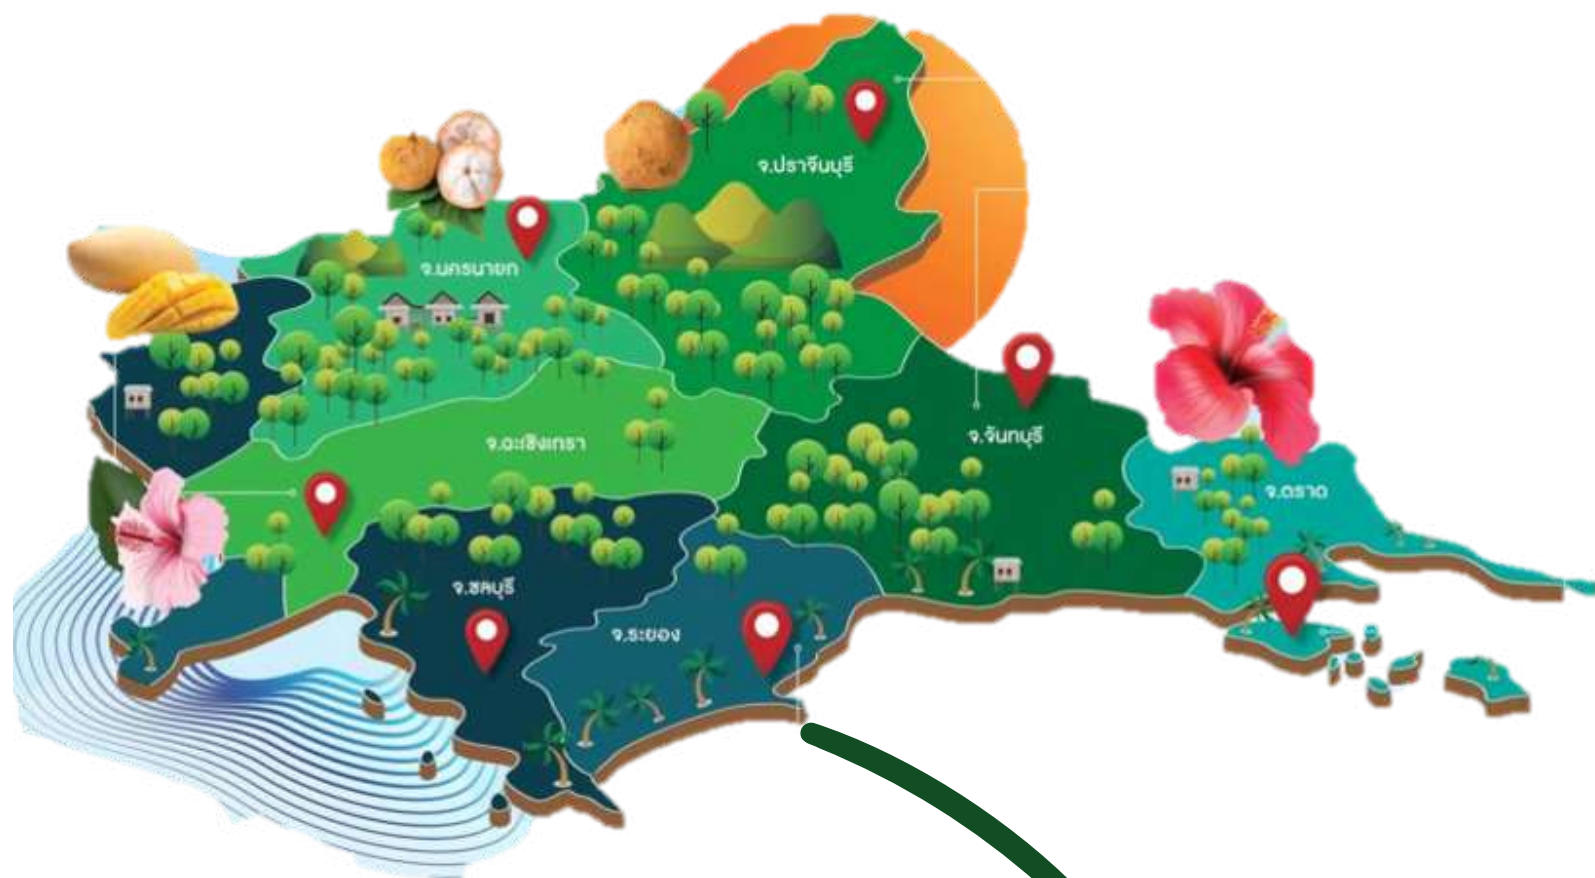 จ.ปราจีนบุรี
จ.นครนายก
จ.ฉะเชิงเทรา
จ.จันทบุรี
จ.ตราด
จ.ชลบุรี
จ.ระยอง